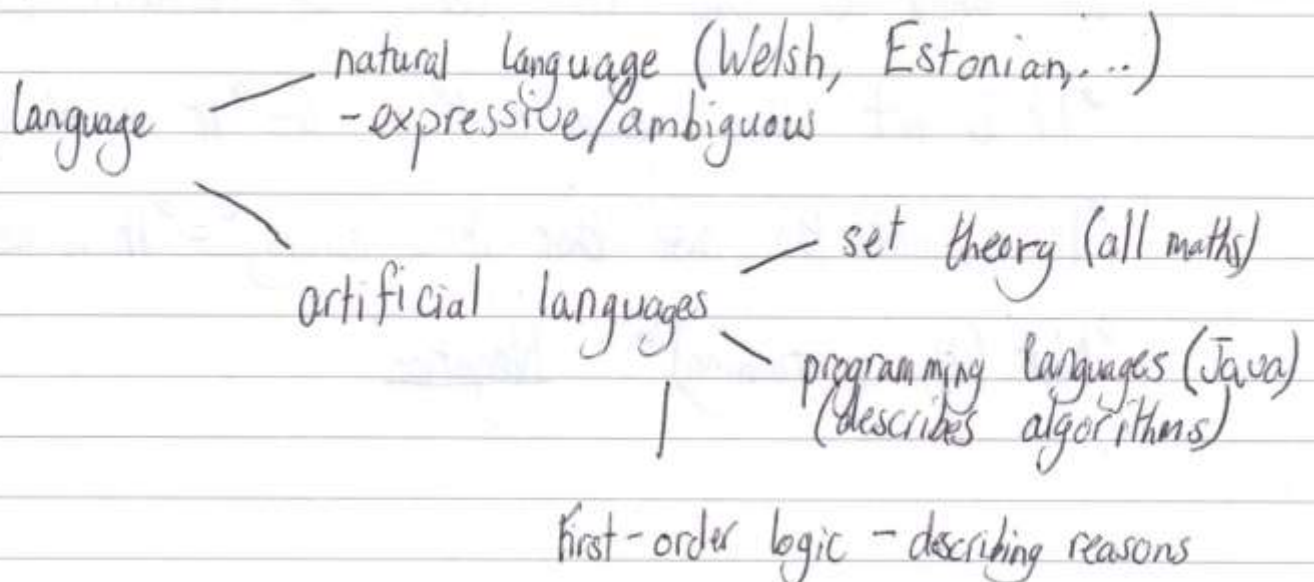 natural language (Welsh, Estonian,...)
language
-expressive/ambiguous
set theory (all maths)
artificial languages
programming languages (Java)
(describes algorithms)
first-order logic - describing reasons